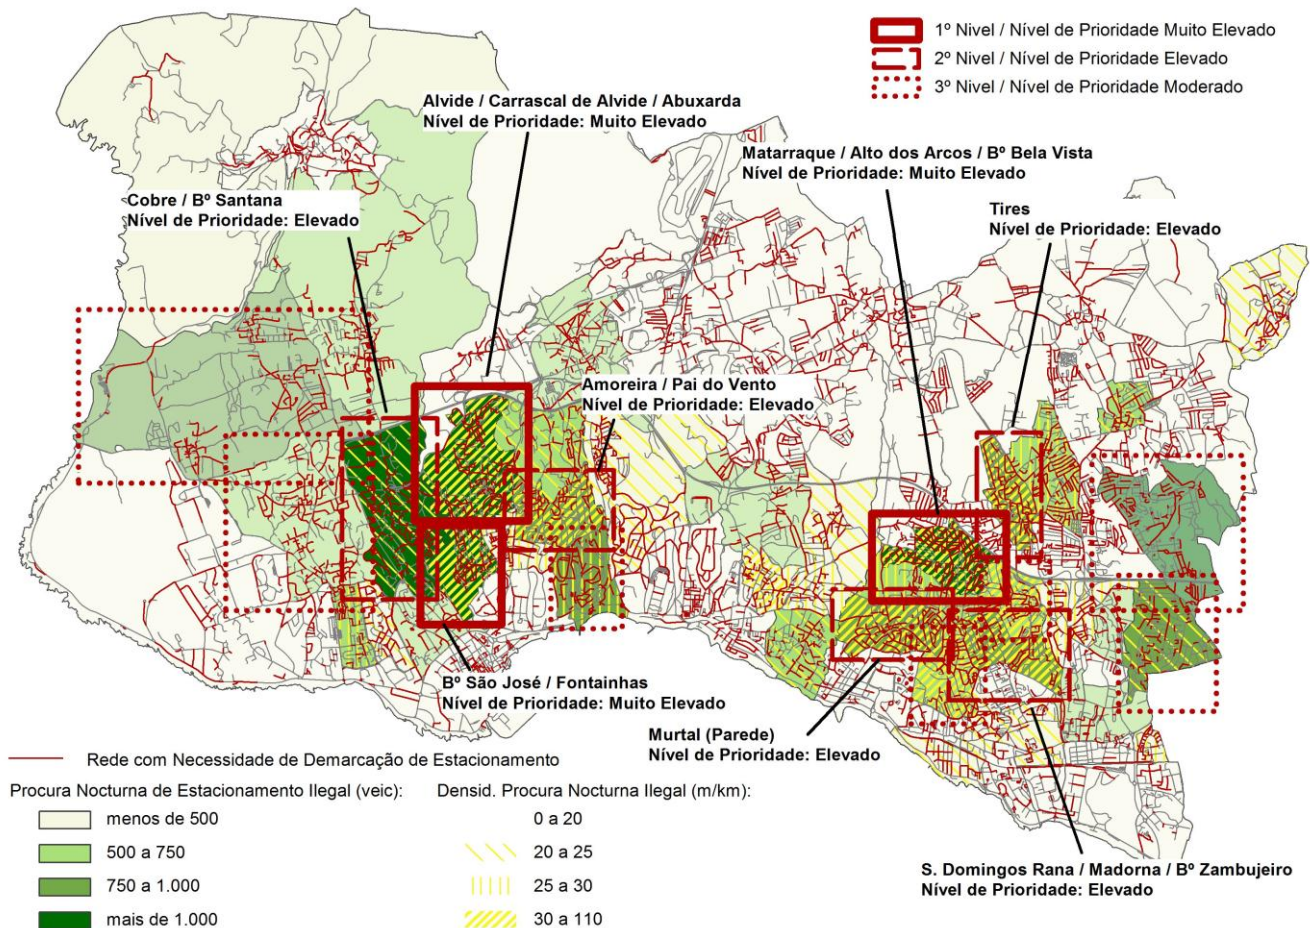 1º Nivel / Nível de Prioridade Muito Elevado
2º Nivel / Nível de Prioridade Elevado
3º Nivel / Nível de Prioridade Moderado
Alvide / Carrascal de Alvide / Abuxarda
Nível de Prioridade: Muito Elevado
Matarraque / Alto dos Arcos / Bº Bela Vista
Nível de Prioridade: Muito Elevado
Cobre / Bº Santana
Nível de Prioridade: Elevado
Tires
Nível de Prioridade: Elevado
Amoreira / Pai do Vento
Nível de Prioridade: Elevado
Bº São José / Fontainhas
Nível de Prioridade: Muito Elevado
Murtal (Parede)
Nível de Prioridade: Elevado
S. Domingos Rana / Madorna / Bº Zambujeiro
Nível de Prioridade: Elevado
Rede com Necessidade de Demarcação de Estacionamento
Procura Nocturna de Estacionamento Ilegal (veic):
menos de 500
500 a 750
750 a 1.000
mais de 1.000
Densid. Procura Nocturna Ilegal (m/km):
0 a 20
20 a 25
25 a 30
30 a 110